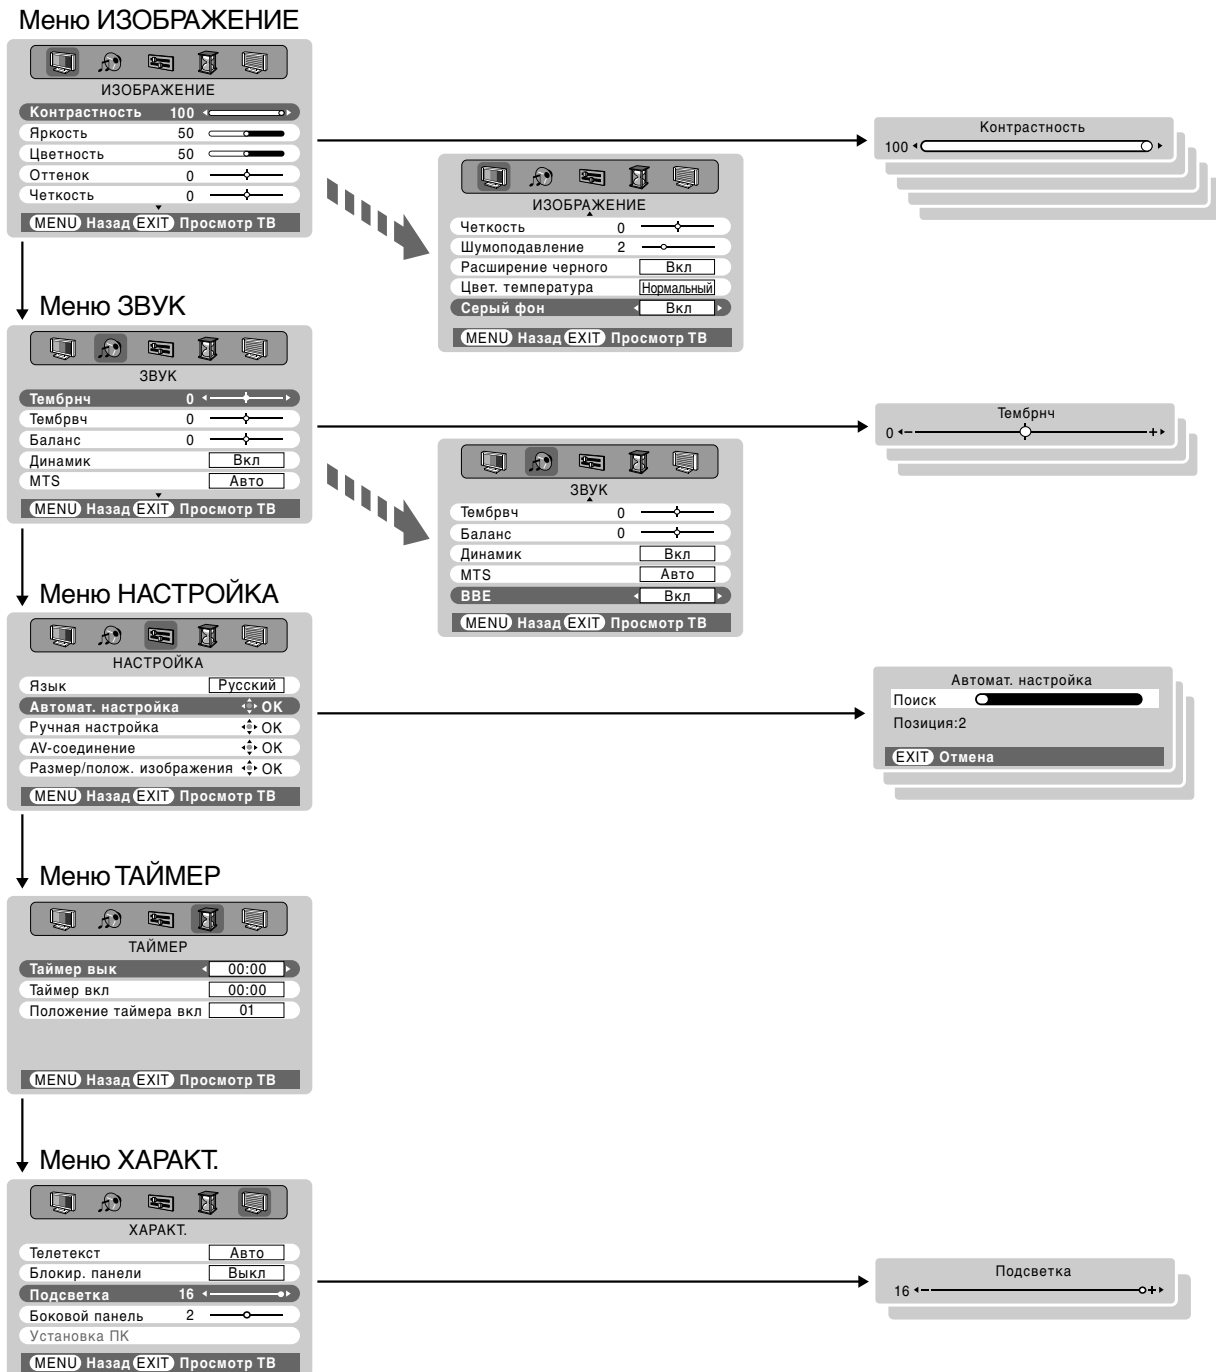 Меню ИЗОБРАЖЕНИЕ
ИЗОБРАЖЕНИЕ
Контрастность 100
Яркость 50
Цветность 50
Оттенок 0
Четкость 0
MENU Назад EXIT Просмотр ТВ
Контрастность
100
ИЗОБРАЖЕНИЕ
Четкость 0
Шумоподавление 2
Расширение черного Вкл
Цвет. температура Нормальный
Серый фон Вкл
MENU Назад EXIT Просмотр ТВ
Меню ЗВУК
ЗВУК
Тембрнч 0
Тембрвч 0
Баланс 0
Динамик Вкл
MTS Авто
MENU Назад EXIT Просмотр ТВ
Тембрнч
0 − +
ЗВУК
Тембрвч 0
Баланс 0
Динамик Вкл
MTS Авто
BBE Вкл
MENU Назад EXIT Просмотр ТВ
Меню НАСТРОЙКА
НАСТРОЙКА
Язык Русский
Автомат. настройка OK
Ручная настройка OK
AV-соединение OK
Размер/полож. изображения OK
MENU Назад EXIT Просмотр ТВ
Автомат. настройка
Поиск
Позиция:2
EXIT Отмена
Меню ТАЙМЕР
ТАЙМЕР
Таймер вык 00:00
Таймер вкл 00:00
Положение таймера вкл 01
MENU Назад EXIT Просмотр ТВ
Меню ХАРАКТ.
ХАРАКТ.
Телетекст Авто
Блокир. панели Выкл
Подсветка 16
Боковой панель 2
Установка ПК
MENU Назад EXIT Просмотр ТВ
Подсветка
16 − +